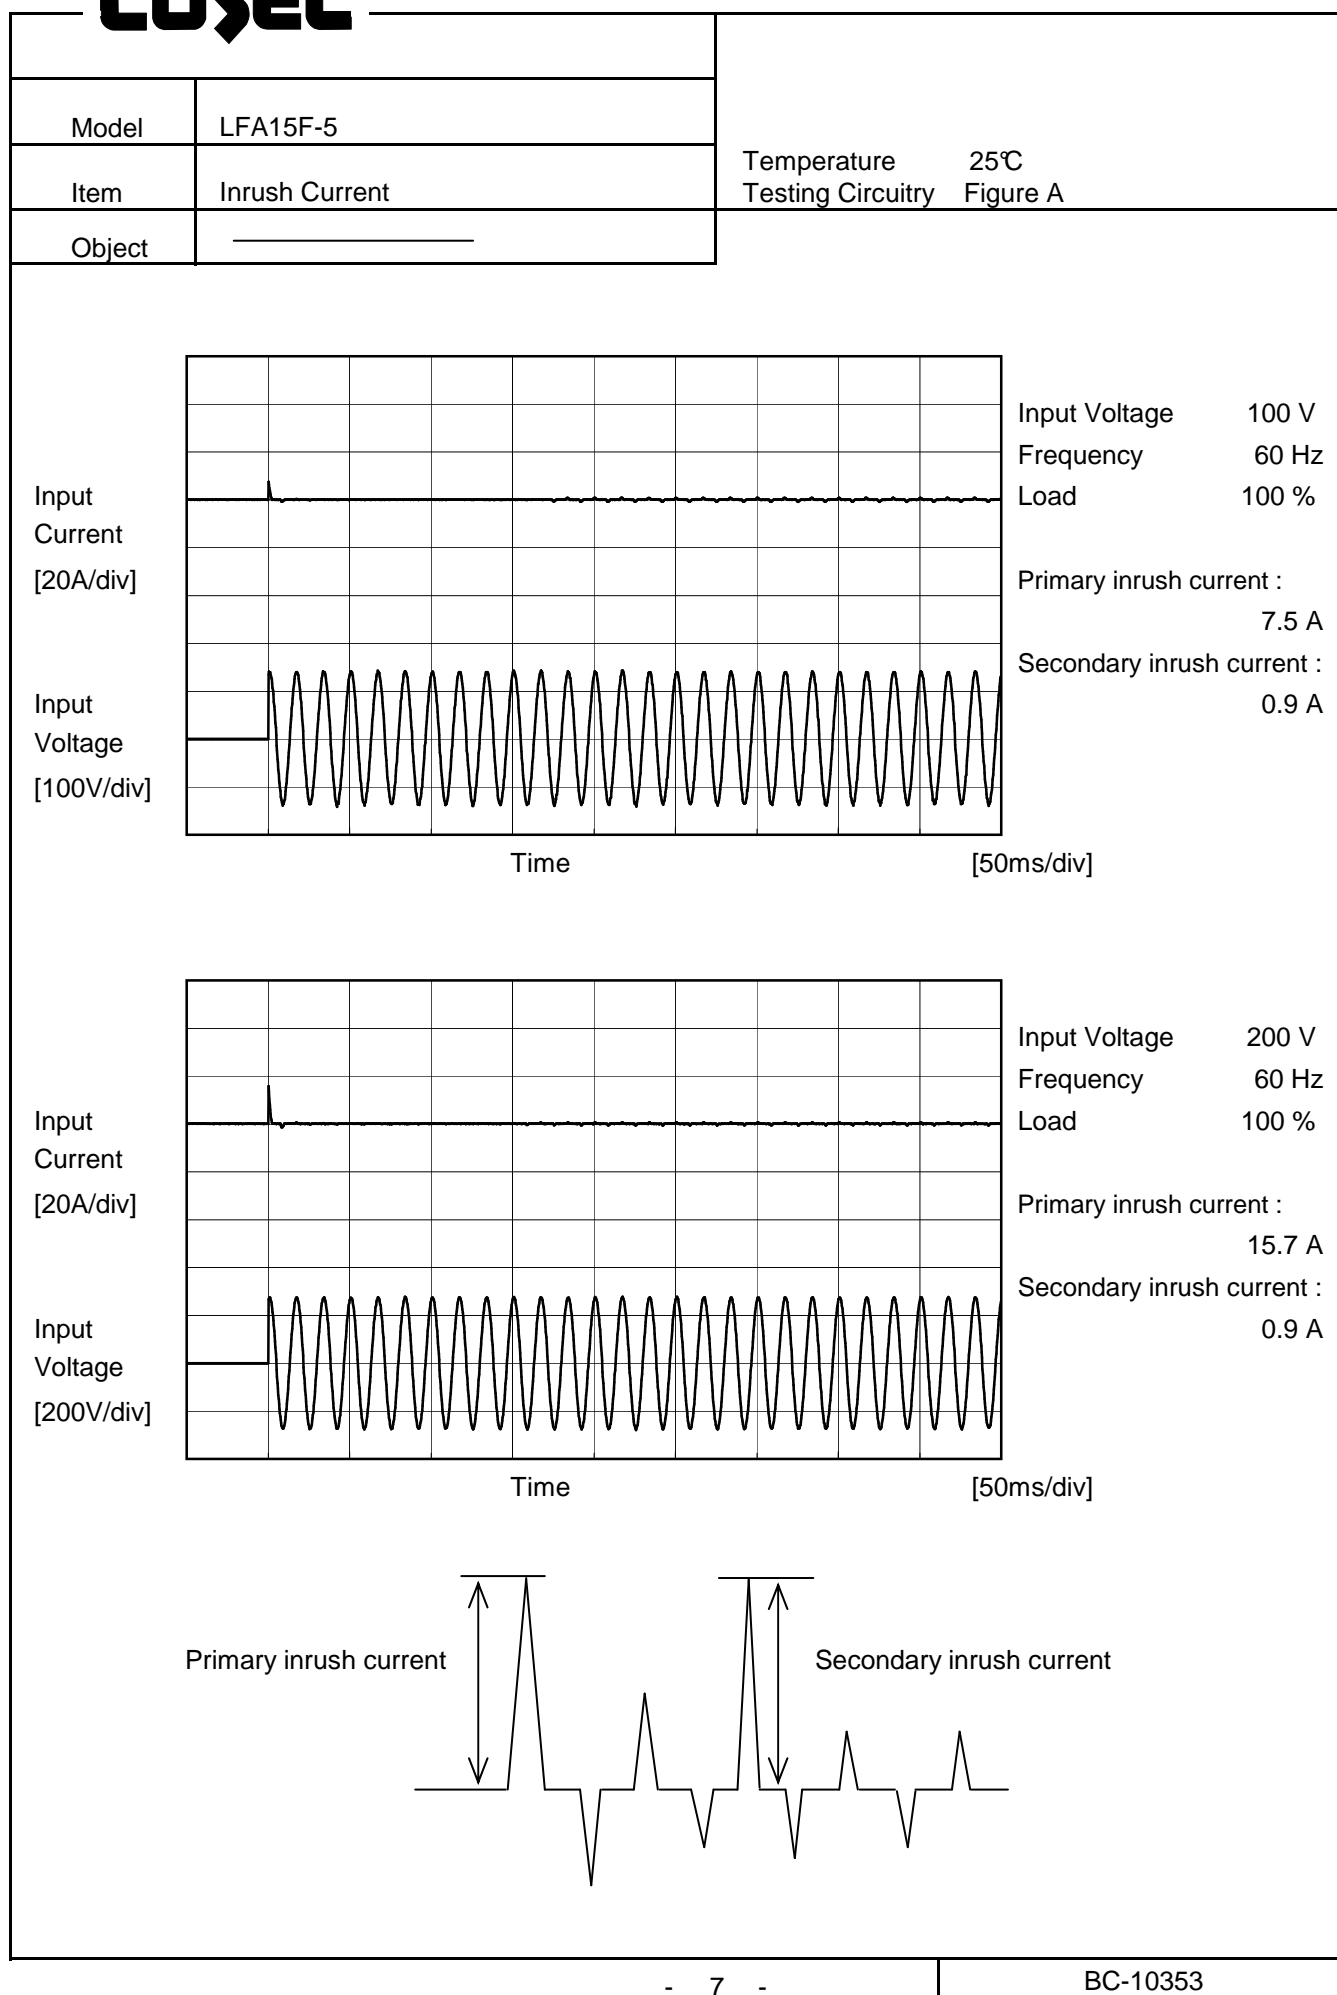 COSEL
Model LFA15F-5
Item Inrush Current
Object
Temperature 25℃
Testing Circuitry Figure A
Input
Current
[20A/div]
Input
Voltage
[100V/div]
Time [50ms/div]
Input Voltage 100 V
Frequency 60 Hz
Load 100 %
Primary inrush current :
7.5 A
Secondary inrush current :
0.9 A
Input
Current
[20A/div]
Input
Voltage
[200V/div]
Time [50ms/div]
Input Voltage 200 V
Frequency 60 Hz
Load 100 %
Primary inrush current :
15.7 A
Secondary inrush current :
0.9 A
Primary inrush current
Secondary inrush current
- 7 -
BC-10353